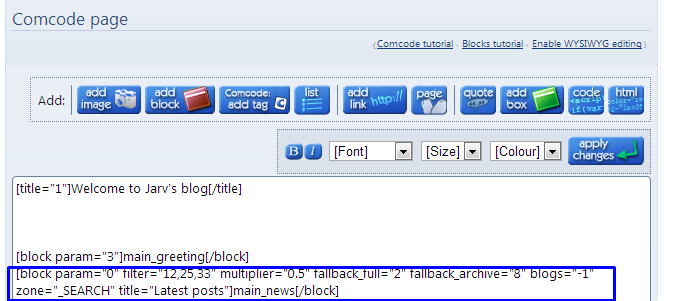 Comcode page
( Comcode tutorial · Blocks tutorial · Enable WYSIWYG editing )
Add: add image add block Comcode: add tag list add link http:// page quote add box code html
B I [Font] [Size] [Colour] apply changes
[title="1"]Welcome to Jarv's blog[/title]
[block param="3"]main_greeting[/block]
[block param="0" filter="12,25,33" multiplier="0.5" fallback_full="2" fallback_archive="8" blogs="-1"
zone="_SEARCH" title="Latest posts"]main_news[/block]